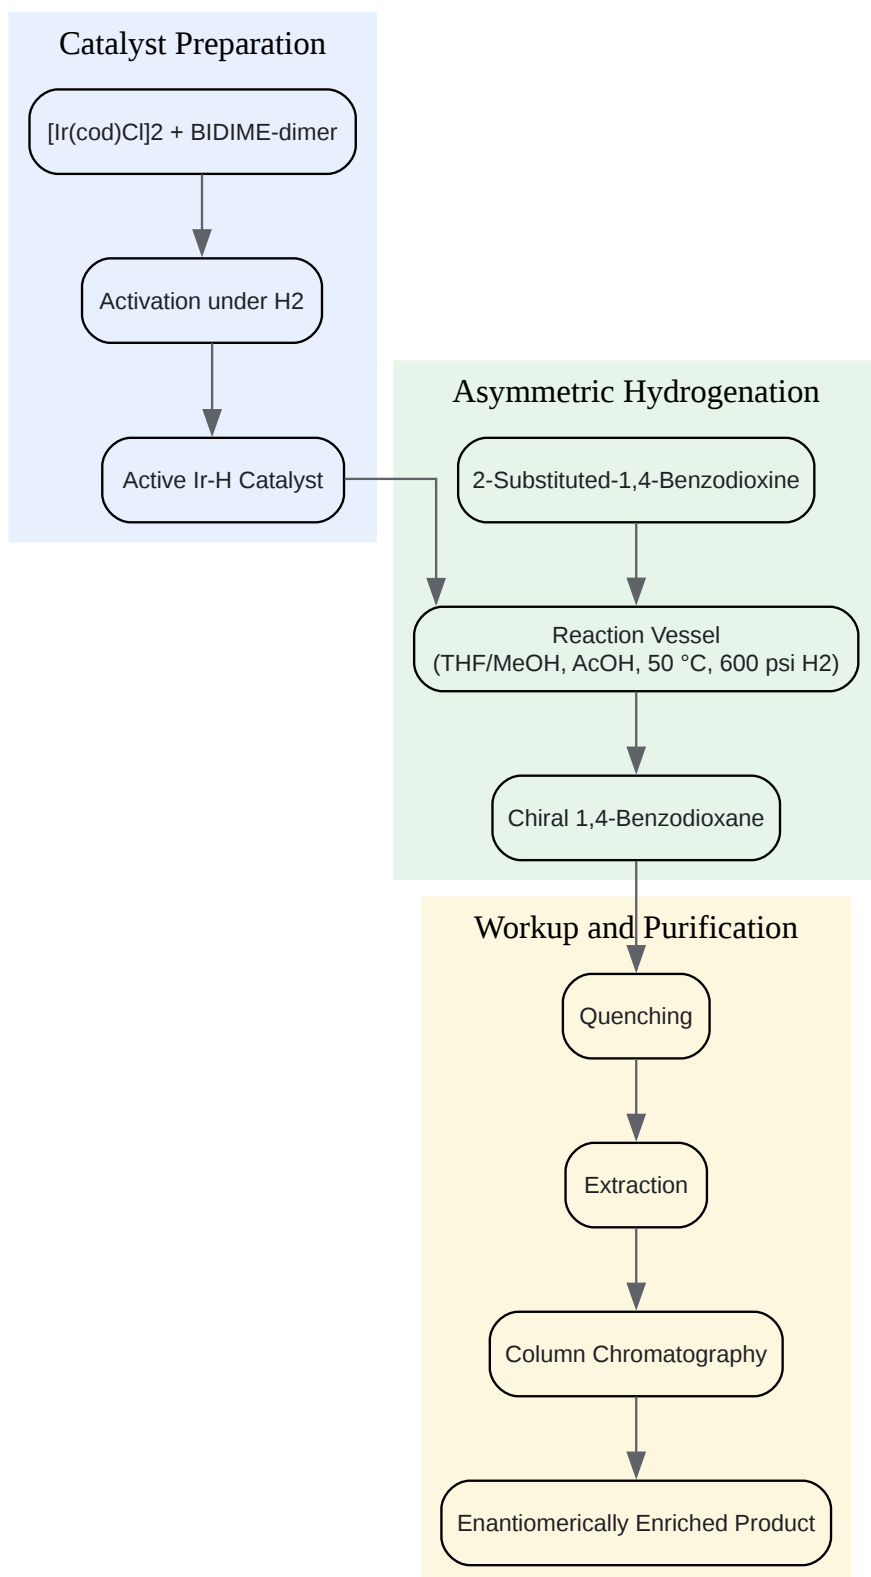 Catalyst Preparation
[Ir(cod)Cl]2 + BIDIME-dimer
Activation under H2
Active Ir-H Catalyst
Asymmetric Hydrogenation
2-Substituted-1,4-Benzodioxine
Reaction Vessel
(THF/MeOH, AcOH, 50 °C, 600 psi H2)
Chiral 1,4-Benzodioxane
Workup and Purification
Quenching
Extraction
Column Chromatography
Enantiomerically Enriched Product